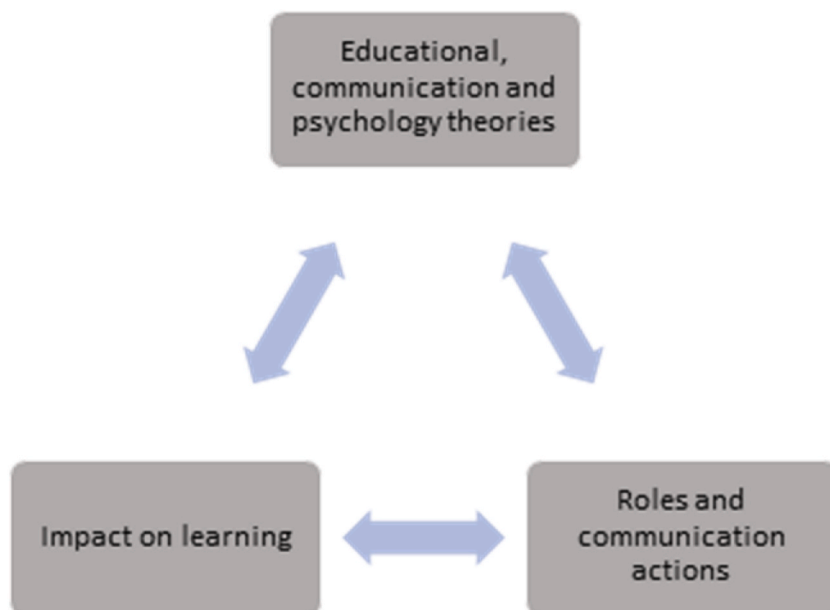 Educational,
communication and
psychology theories
Impact on learning
Roles and
communication
actions